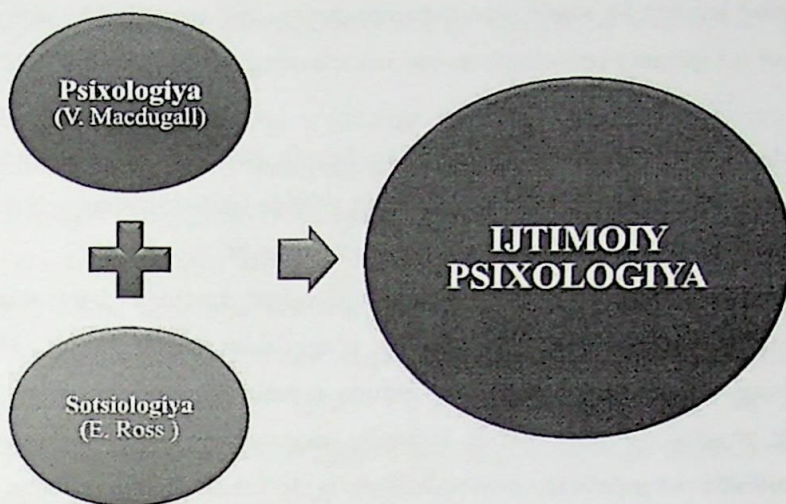 Psixologiya
(V. Macdugall)
Sotsiologiya
(E. Ross )
IJTIMOIY
PSIXOLOGIYA